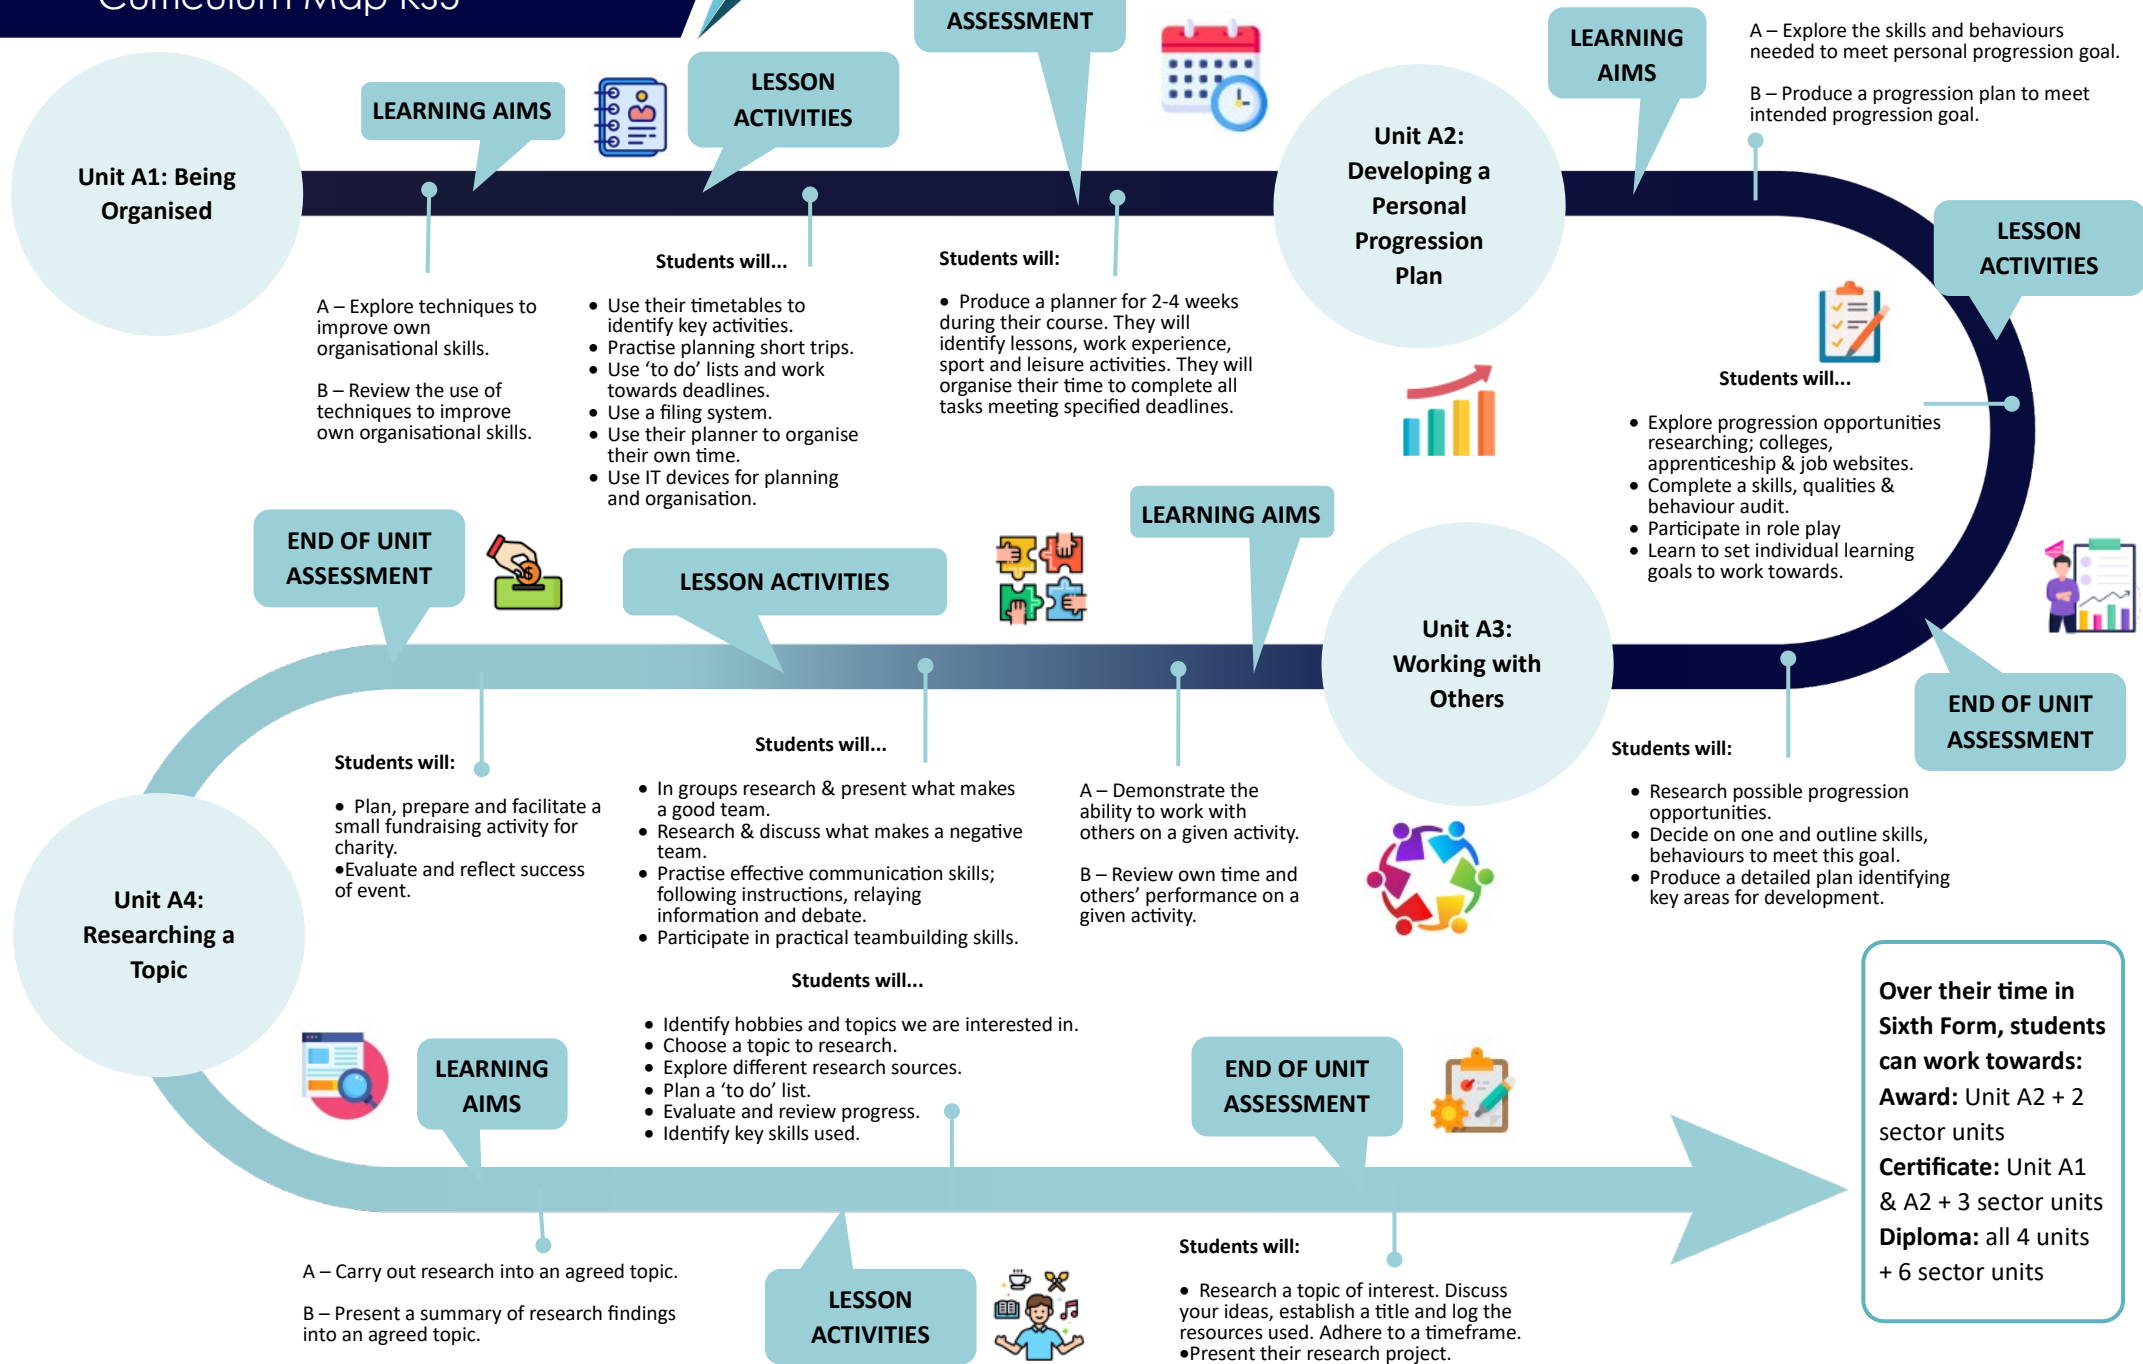 Curriculum Map KS5
ASSESSMENT
Unit A1: Being
Organised
LEARNING AIMS
A – Explore techniques to
improve own
organisational skills.
B – Review the use of
techniques to improve
own organisational skills.
LESSON
ACTIVITIES
Students will...
• Use their timetables to
identify key activities.
• Practise planning short trips.
• Use ‘to do’ lists and work
towards deadlines.
• Use a filing system.
• Use their planner to organise
their own time.
• Use IT devices for planning
and organisation.
Students will:
• Produce a planner for 2-4 weeks
during their course. They will
identify lessons, work experience,
sport and leisure activities. They will
organise their time to complete all
tasks meeting specified deadlines.
Unit A2:
Developing a
Personal
Progression
Plan
LEARNING
AIMS
A – Explore the skills and behaviours
needed to meet personal progression goal.
B – Produce a progression plan to meet
intended progression goal.
LESSON
ACTIVITIES
Students will...
• Explore progression opportunities
researching; colleges,
apprenticeship & job websites.
• Complete a skills, qualities &
behaviour audit.
• Participate in role play
• Learn to set individual learning
goals to work towards.
END OF UNIT
ASSESSMENT
Students will:
• Research possible progression
opportunities.
• Decide on one and outline skills,
behaviours to meet this goal.
• Produce a detailed plan identifying
key areas for development.
Unit A3:
Working with
Others
LEARNING AIMS
A – Demonstrate the
ability to work with
others on a given activity.
B – Review own time and
others’ performance on a
given activity.
LESSON ACTIVITIES
Students will...
• In groups research & present what makes
a good team.
• Research & discuss what makes a negative
team.
• Practise effective communication skills;
following instructions, relaying
information and debate.
• Participate in practical teambuilding skills.
END OF UNIT
ASSESSMENT
Students will:
• Plan, prepare and facilitate a
small fundraising activity for
charity.
•Evaluate and reflect success
of event.
Unit A4:
Researching a
Topic
LEARNING
AIMS
A – Carry out research into an agreed topic.
B – Present a summary of research findings
into an agreed topic.
Students will...
• Identify hobbies and topics we are interested in.
• Choose a topic to research.
• Explore different research sources.
• Plan a ‘to do’ list.
• Evaluate and review progress.
• Identify key skills used.
LESSON
ACTIVITIES
END OF UNIT
ASSESSMENT
Students will:
• Research a topic of interest. Discuss
your ideas, establish a title and log the
resources used. Adhere to a timeframe.
•Present their research project.
Over their time in
Sixth Form, students
can work towards:
Award: Unit A2 + 2
sector units
Certificate: Unit A1
& A2 + 3 sector units
Diploma: all 4 units
+ 6 sector units